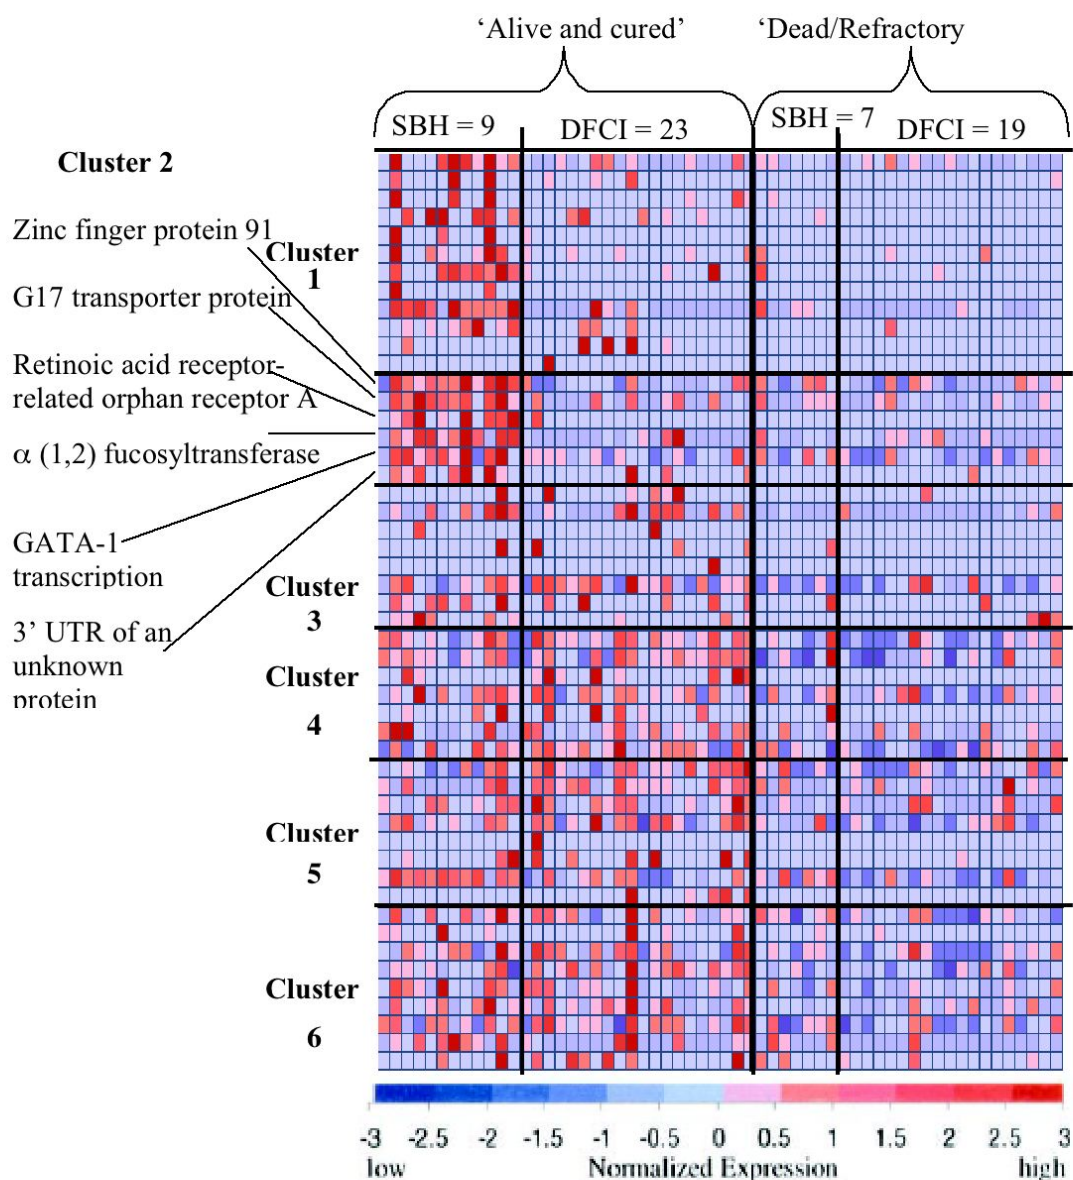 ‘Alive and cured’ ‘Dead/Refractory
SBH = 9 DFCI = 23 SBH = 7 DFCI = 19
Cluster 2
Zinc finger protein 91
Cluster
1
G17 transporter protein
Retinoic acid receptor-
related orphan receptor A
α (1,2) fucosyltransferase
GATA-1
transcription
3’ UTR of an
unknown
protein
Cluster
3
Cluster
4
Cluster
5
Cluster
6
-3 -2.5 -2 -1.5 -1 -0.5 0 0.5 1 1.5 2 2.5 3
low Normalized Expression high